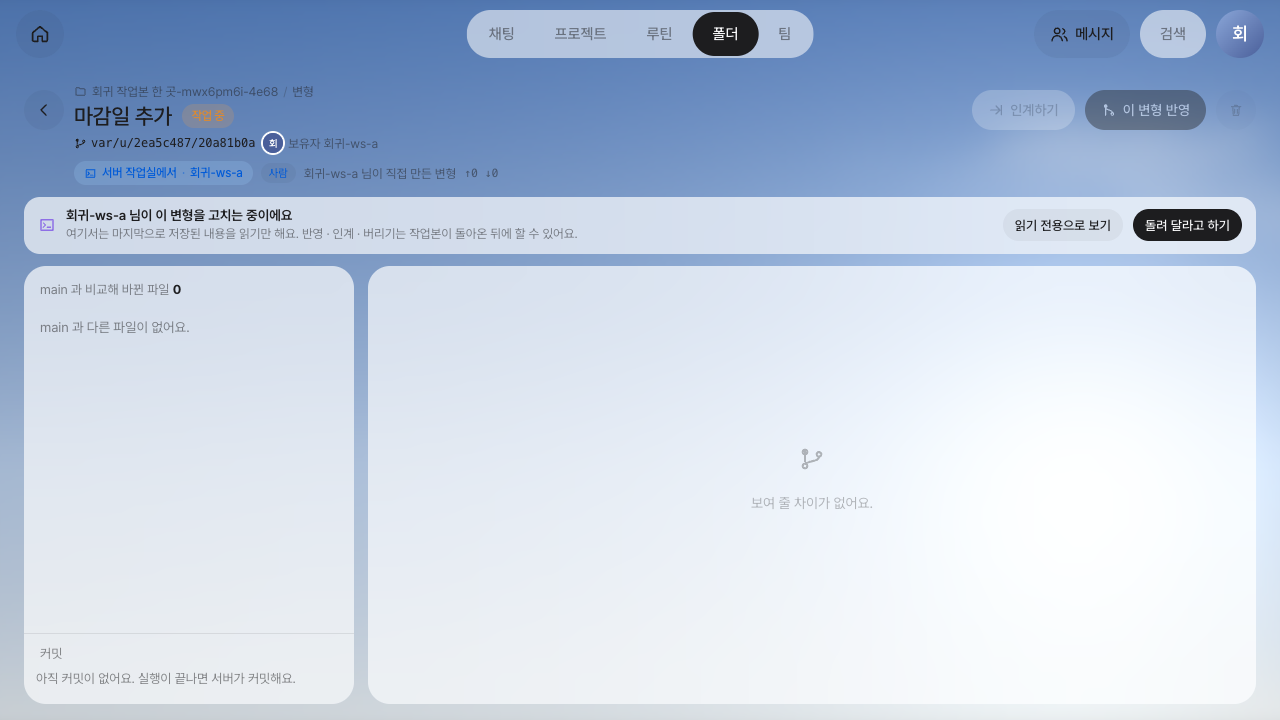 채팅 프로젝트 루틴 폴더 팀 메시지 검색 회
회귀 작업본 한 곳-mwx6pm6i-4e68 / 변형
마감일 추가 작업 중
인계하기 이 변형 반영
var/u/2ea5c487/20a81b0a 회 보유자 회귀-ws-a
서버 작업실에서 · 회귀-ws-a 사람 회귀-ws-a 님이 직접 만든 변형 ↑0 ↓0
회귀-ws-a 님이 이 변형을 고치는 중이에요
여기서는 마지막으로 저장된 내용을 읽기만 해요. 반영 · 인계 · 버리기는 작업본이 돌아온 뒤에 할 수 있어요.
읽기 전용으로 보기 돌려 달라고 하기
main 과 비교해 바뀐 파일 0
main 과 다른 파일이 없어요.
보여 줄 차이가 없어요.
커밋
아직 커밋이 없어요. 실행이 끝나면 서버가 커밋해요.